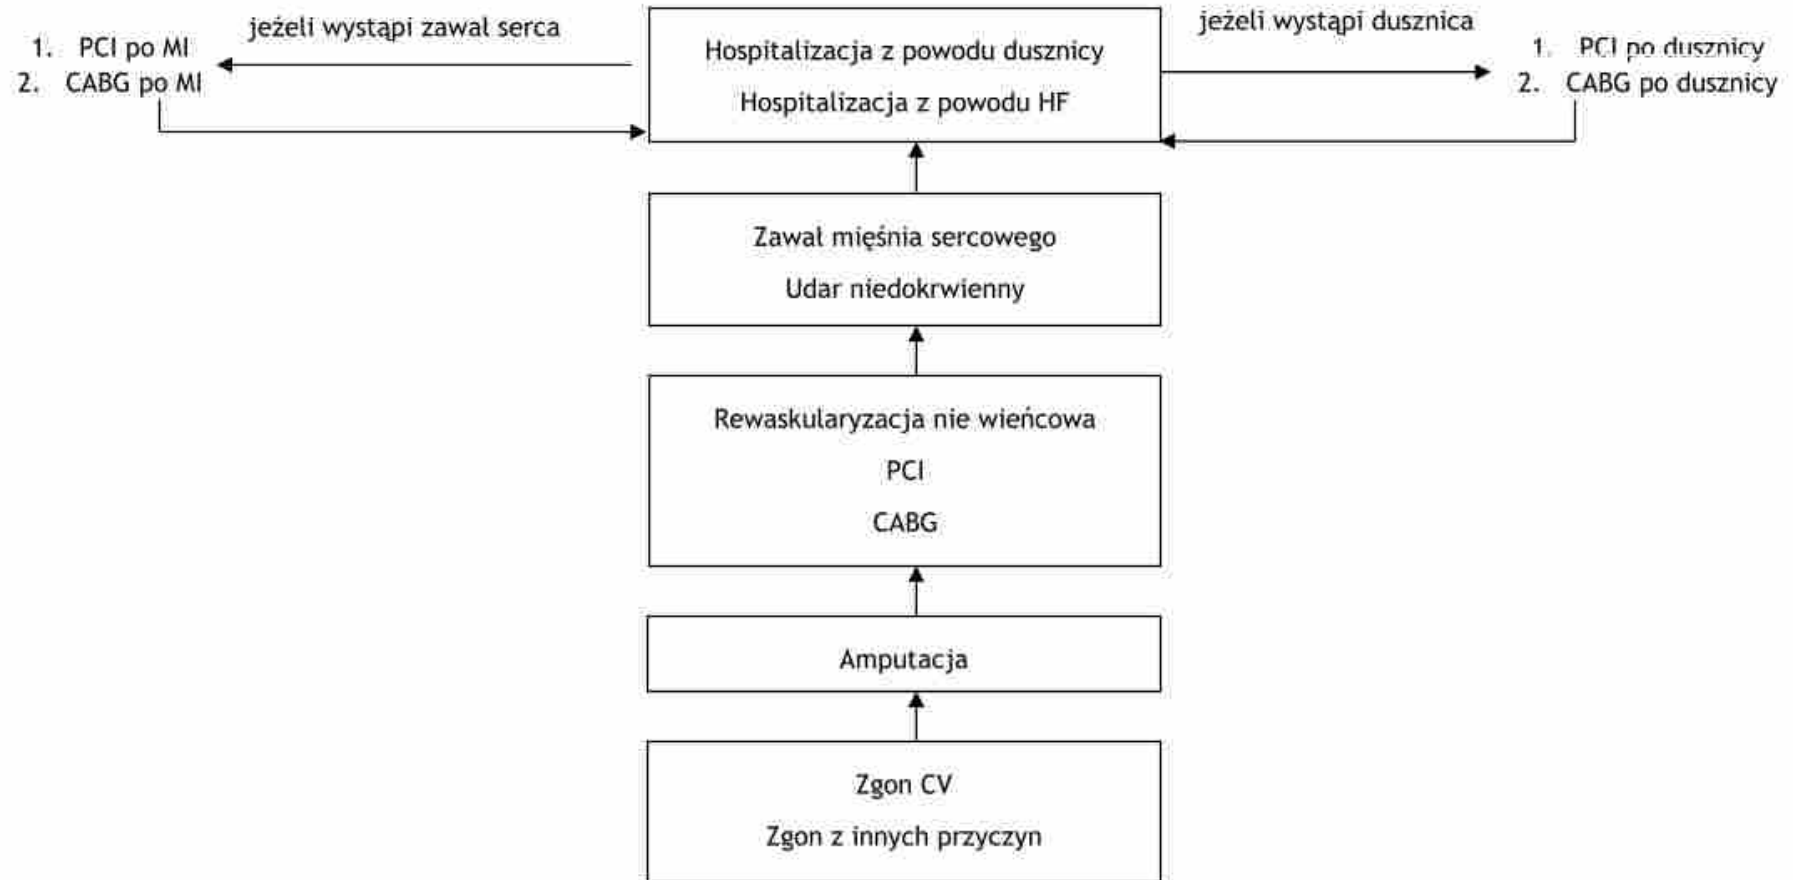 jeżeli wystąpi zawał serca
1. PCI po MI
2. CABG po MI
Hospitalizacja z powodu dusznicy
Hospitalizacja z powodu HF
jeżeli wystąpi dusznica
1. PCI po dusznicy
2. CABG po dusznicy
Zawał mięśnia sercowego
Udar niedokrwienny
Rewaskularyzacja nie wieńcowa
PCI
CABG
Amputacja
Zgon CV
Zgon z innych przyczyn